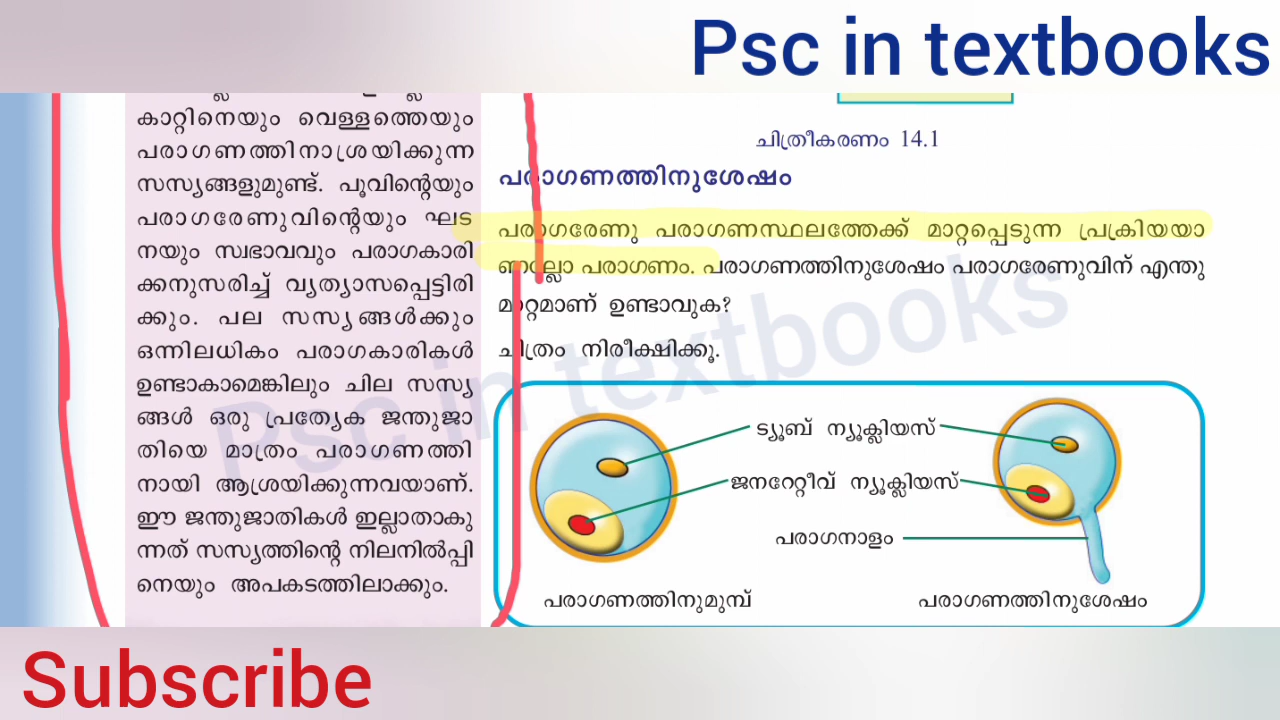 Psc in textbooks
കാറ്റിനെയും വെള്ളത്തെയും
പരാഗണത്തിനാശ്രയിക്കുന്ന
സസ്യങ്ങളുമുണ്ട്. പൂവിന്റെയും
പരാഗരേണുവിന്റെയും ഘട
നയും സ്വഭാവവും പരാഗകാരി
ക്കനുസരിച്ച് വ്യത്യാസപ്പെട്ടിരി
ക്കും. പല സസ്യങ്ങൾക്കും
ഒന്നിലധികം പരാഗകാരികൾ
ഉണ്ടാകാമെങ്കിലും ചില സസ്യ
ങ്ങൾ ഒരു പ്രത്യേക ജന്തുജാ
തിയെ മാത്രം പരാഗണത്തി
നായി ആശ്രയിക്കുന്നവയാണ്.
ഈ ജന്തുജാതികൾ ഇല്ലാതാകു
ന്നത് സസ്യത്തിന്റെ നിലനിൽപ്പി
നെയും അപകടത്തിലാക്കും.
ചിത്രീകരണം 14.1
പരാഗണത്തിനുശേഷം
പരാഗരേണു പരാഗണസ്ഥലത്തേക്ക് മാറ്റപ്പെടുന്ന പ്രക്രിയയാ
ണല്ലോ പരാഗണം. പരാഗണത്തിനുശേഷം പരാഗരേണുവിന് എന്തു
മാറ്റമാണ് ഉണ്ടാവുക?
ചിത്രം നിരീക്ഷിക്കൂ.
ട്യൂബ് ന്യൂക്ലിയസ്
ജനറേറ്റീവ് ന്യൂക്ലിയസ്
പരാഗനാളം
പരാഗണത്തിനുമുമ്പ്
പരാഗണത്തിനുശേഷം
Psc in textbooks
Subscribe